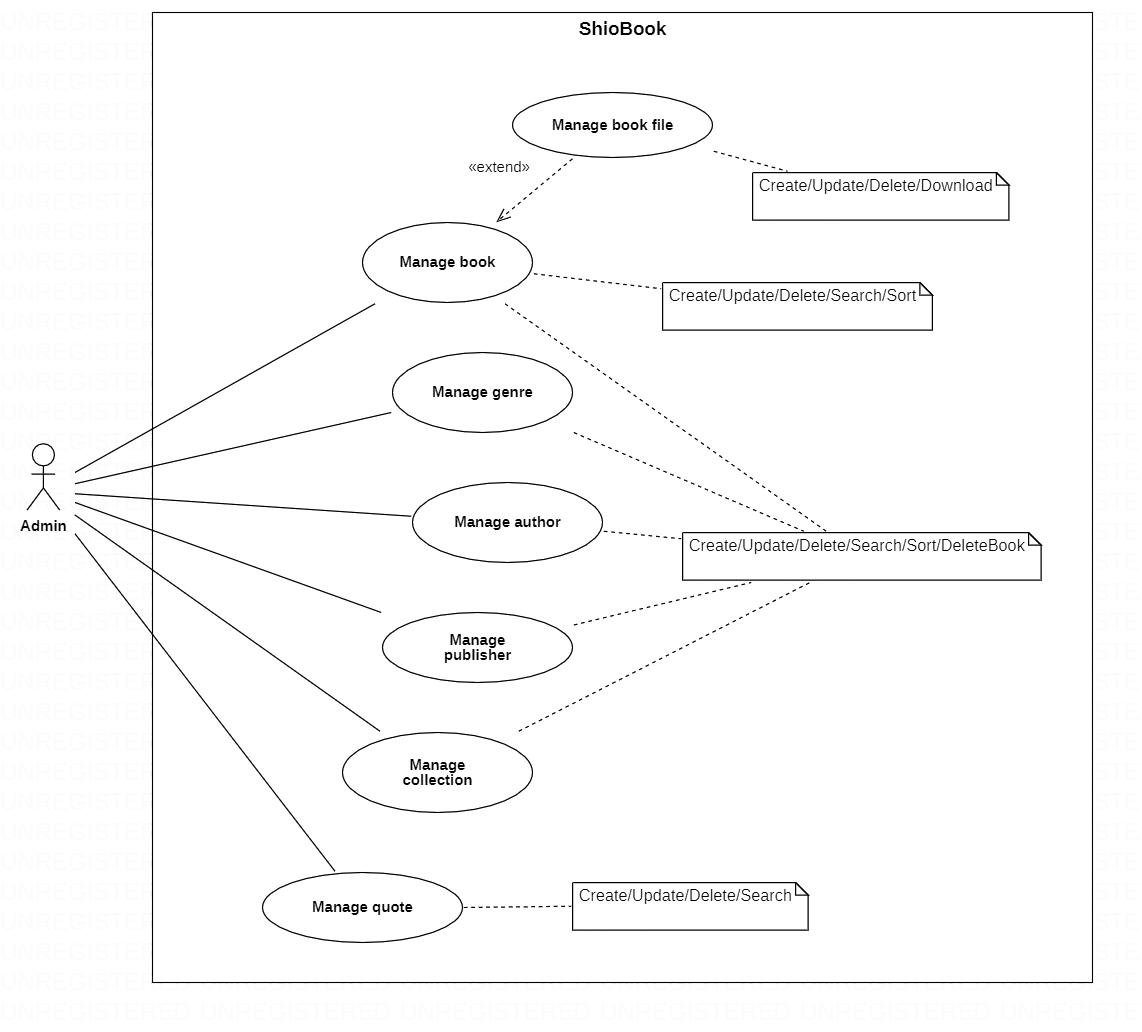 ShioBook
Manage book file
«extend»
Create/Update/Delete/Download
Manage book
Create/Update/Delete/Search/Sort
Manage genre
Admin
Manage author
Create/Update/Delete/Search/Sort/DeleteBook
Manage
publisher
Manage
collection
Manage quote
Create/Update/Delete/Search
UNREGISTERED UNREGISTERED UNREGISTERED UNREGISTERED UNREGISTERED